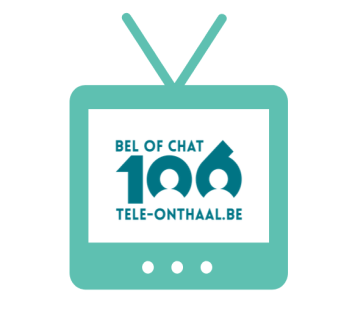 BEL OF CHAT
106
TELE-ONTHAAL.BE